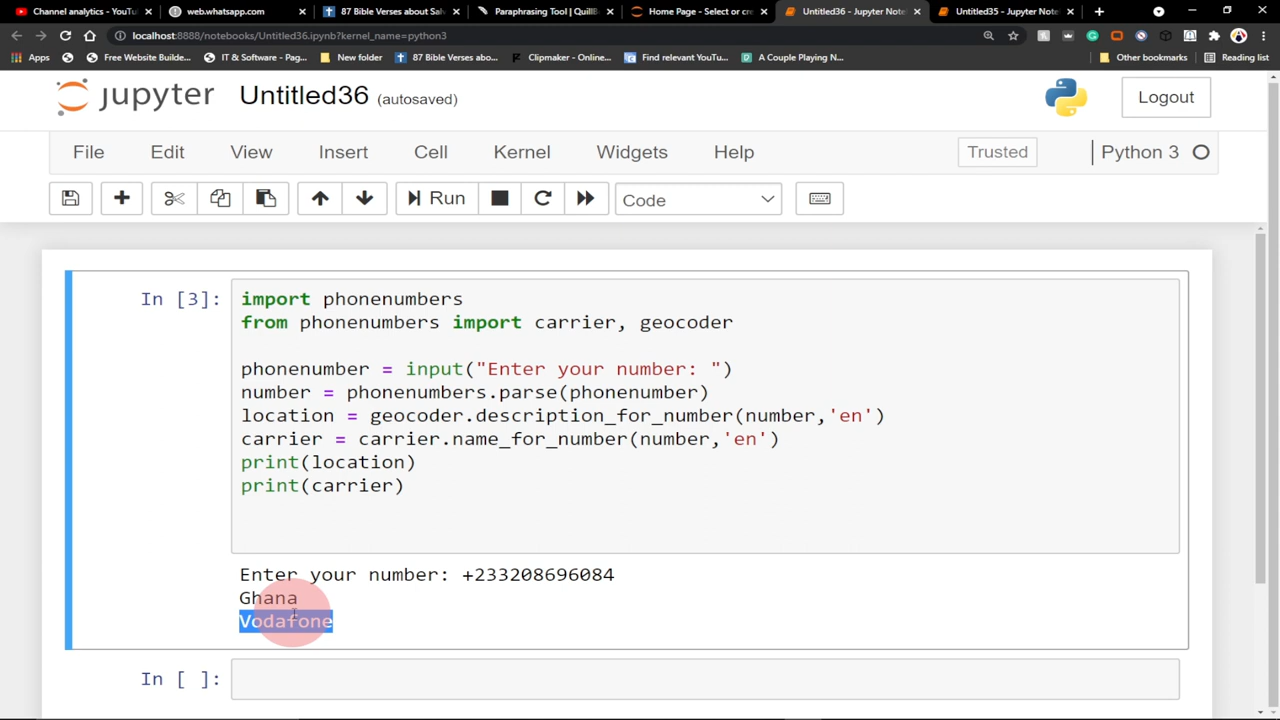 Channel analytics - YouTu
web.whatsapp.com
87 Bible Verses about Sal
Paraphrasing Tool | QuillB
Home Page - Select or cre
Untitled36 - Jupyter Note
Untitled35 - Jupyter Note
localhost:8888/notebooks/Untitled36.ipynb?kernel_name=python3
Apps
Free Website Builde...
IT & Software - Pag...
New folder
87 Bible Verses abo...
Clipmaker - Online...
Find relevant YouTu...
A Couple Playing N...
Other bookmarks
Reading list
jupyter Untitled36 (autosaved)
Logout
File Edit View Insert Cell Kernel Widgets Help
Trusted
Python 3
Run
Code
In [3]:
import phonenumbers
from phonenumbers import carrier, geocoder
phonenumber = input("Enter your number: ")
number = phonenumbers.parse(phonenumber)
location = geocoder.description_for_number(number,'en')
carrier = carrier.name_for_number(number,'en')
print(location)
print(carrier)
Enter your number: +233208696084
Ghana
Vodafone
In [ ]: